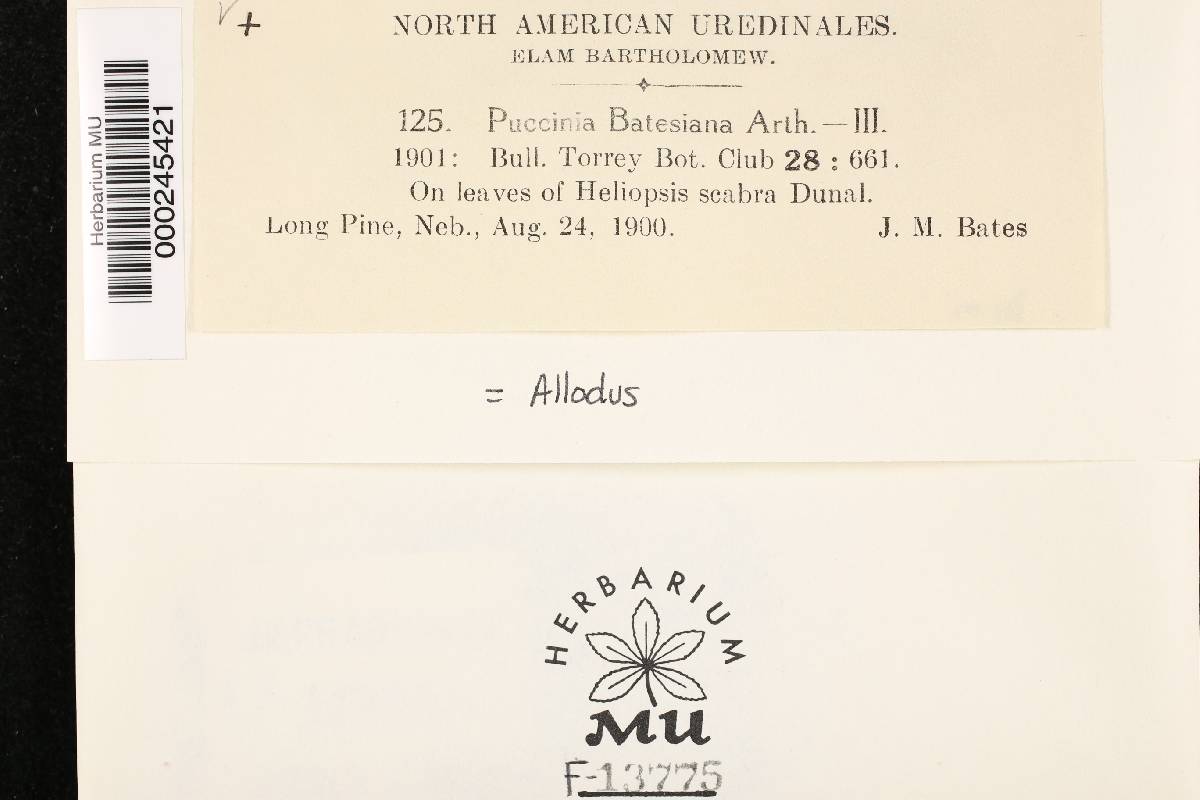 V+
NORTH AMERICAN UREDINALES.
ELAM BARTHOLOMEW.
125. Puccinia Batesiana Arth. — III.
1901: Bull. Torrey Bot. Club 28 : 661.
On leaves of Heliopsis scabra Dunal.
Long Pine, Neb., Aug. 24, 1900. J. M. Bates
Herbarium MU
000245421
= Allodus
HERBARIUM
MU
F-13775